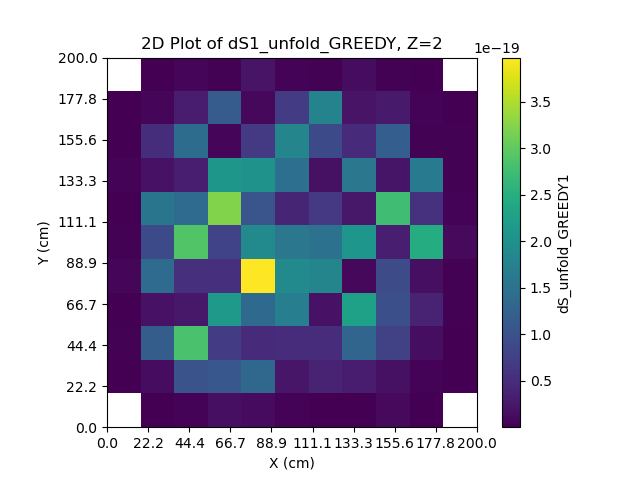 2D Plot of dS1_unfold_GREEDY, Z=2
1e−19
200.0
177.8
155.6
133.3
111.1
88.9
66.7
44.4
22.2
0.0
Y (cm)
0.0 22.2 44.4 66.7 88.9 111.1 133.3 155.6 177.8 200.0
X (cm)
3.5
3.0
2.5
2.0
1.5
1.0
0.5
dS_unfold_GREEDY1